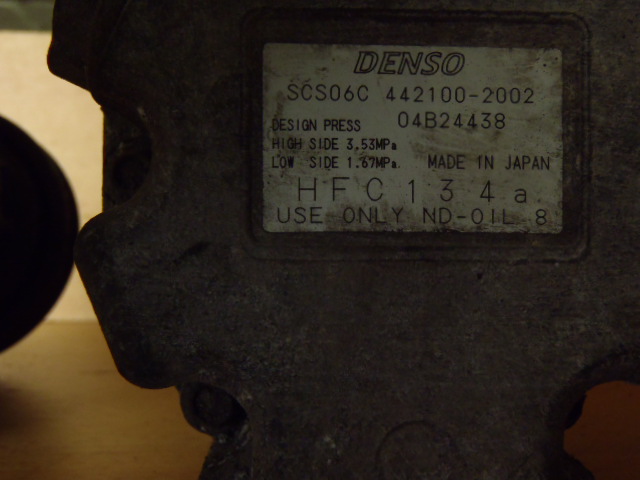 DENSO
SCS06C 442100-2002
04B24438
DESIGN PRESS
HIGH SIDE 3.53MPa
LOW SIDE 1.67MPa. MADE IN JAPAN
HFC134a
USE ONLY ND-OIL 8